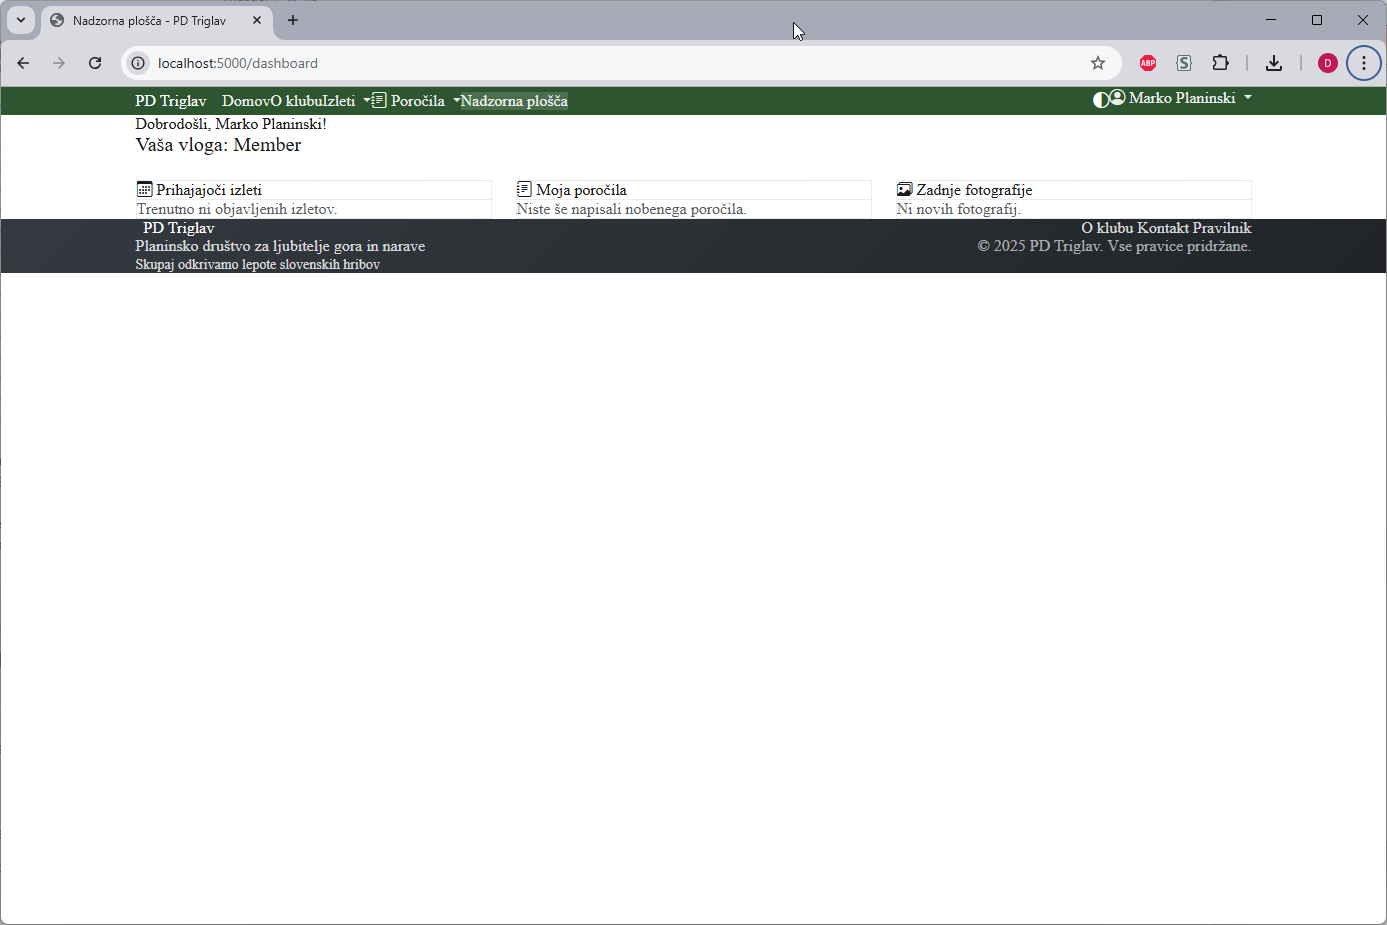 Nadzorna plošča - PD Triglav
localhost:5000/dashboard
ABP
S
D
PD Triglav DomovO klubuIzleti Poročila Nadzorna plošča Marko Planinski
Dobrodošli, Marko Planinski!
Vaša vloga: Member
Prihajajoči izleti
Trenutno ni objavljenih izletov.
Moja poročila
Niste še napisali nobenega poročila.
Zadnje fotografije
Ni novih fotografij.
PD Triglav
Planinsko društvo za ljubitelje gora in narave
Skupaj odkrivamo lepote slovenskih hribov
O klubu Kontakt Pravilnik
© 2025 PD Triglav. Vse pravice pridržane.